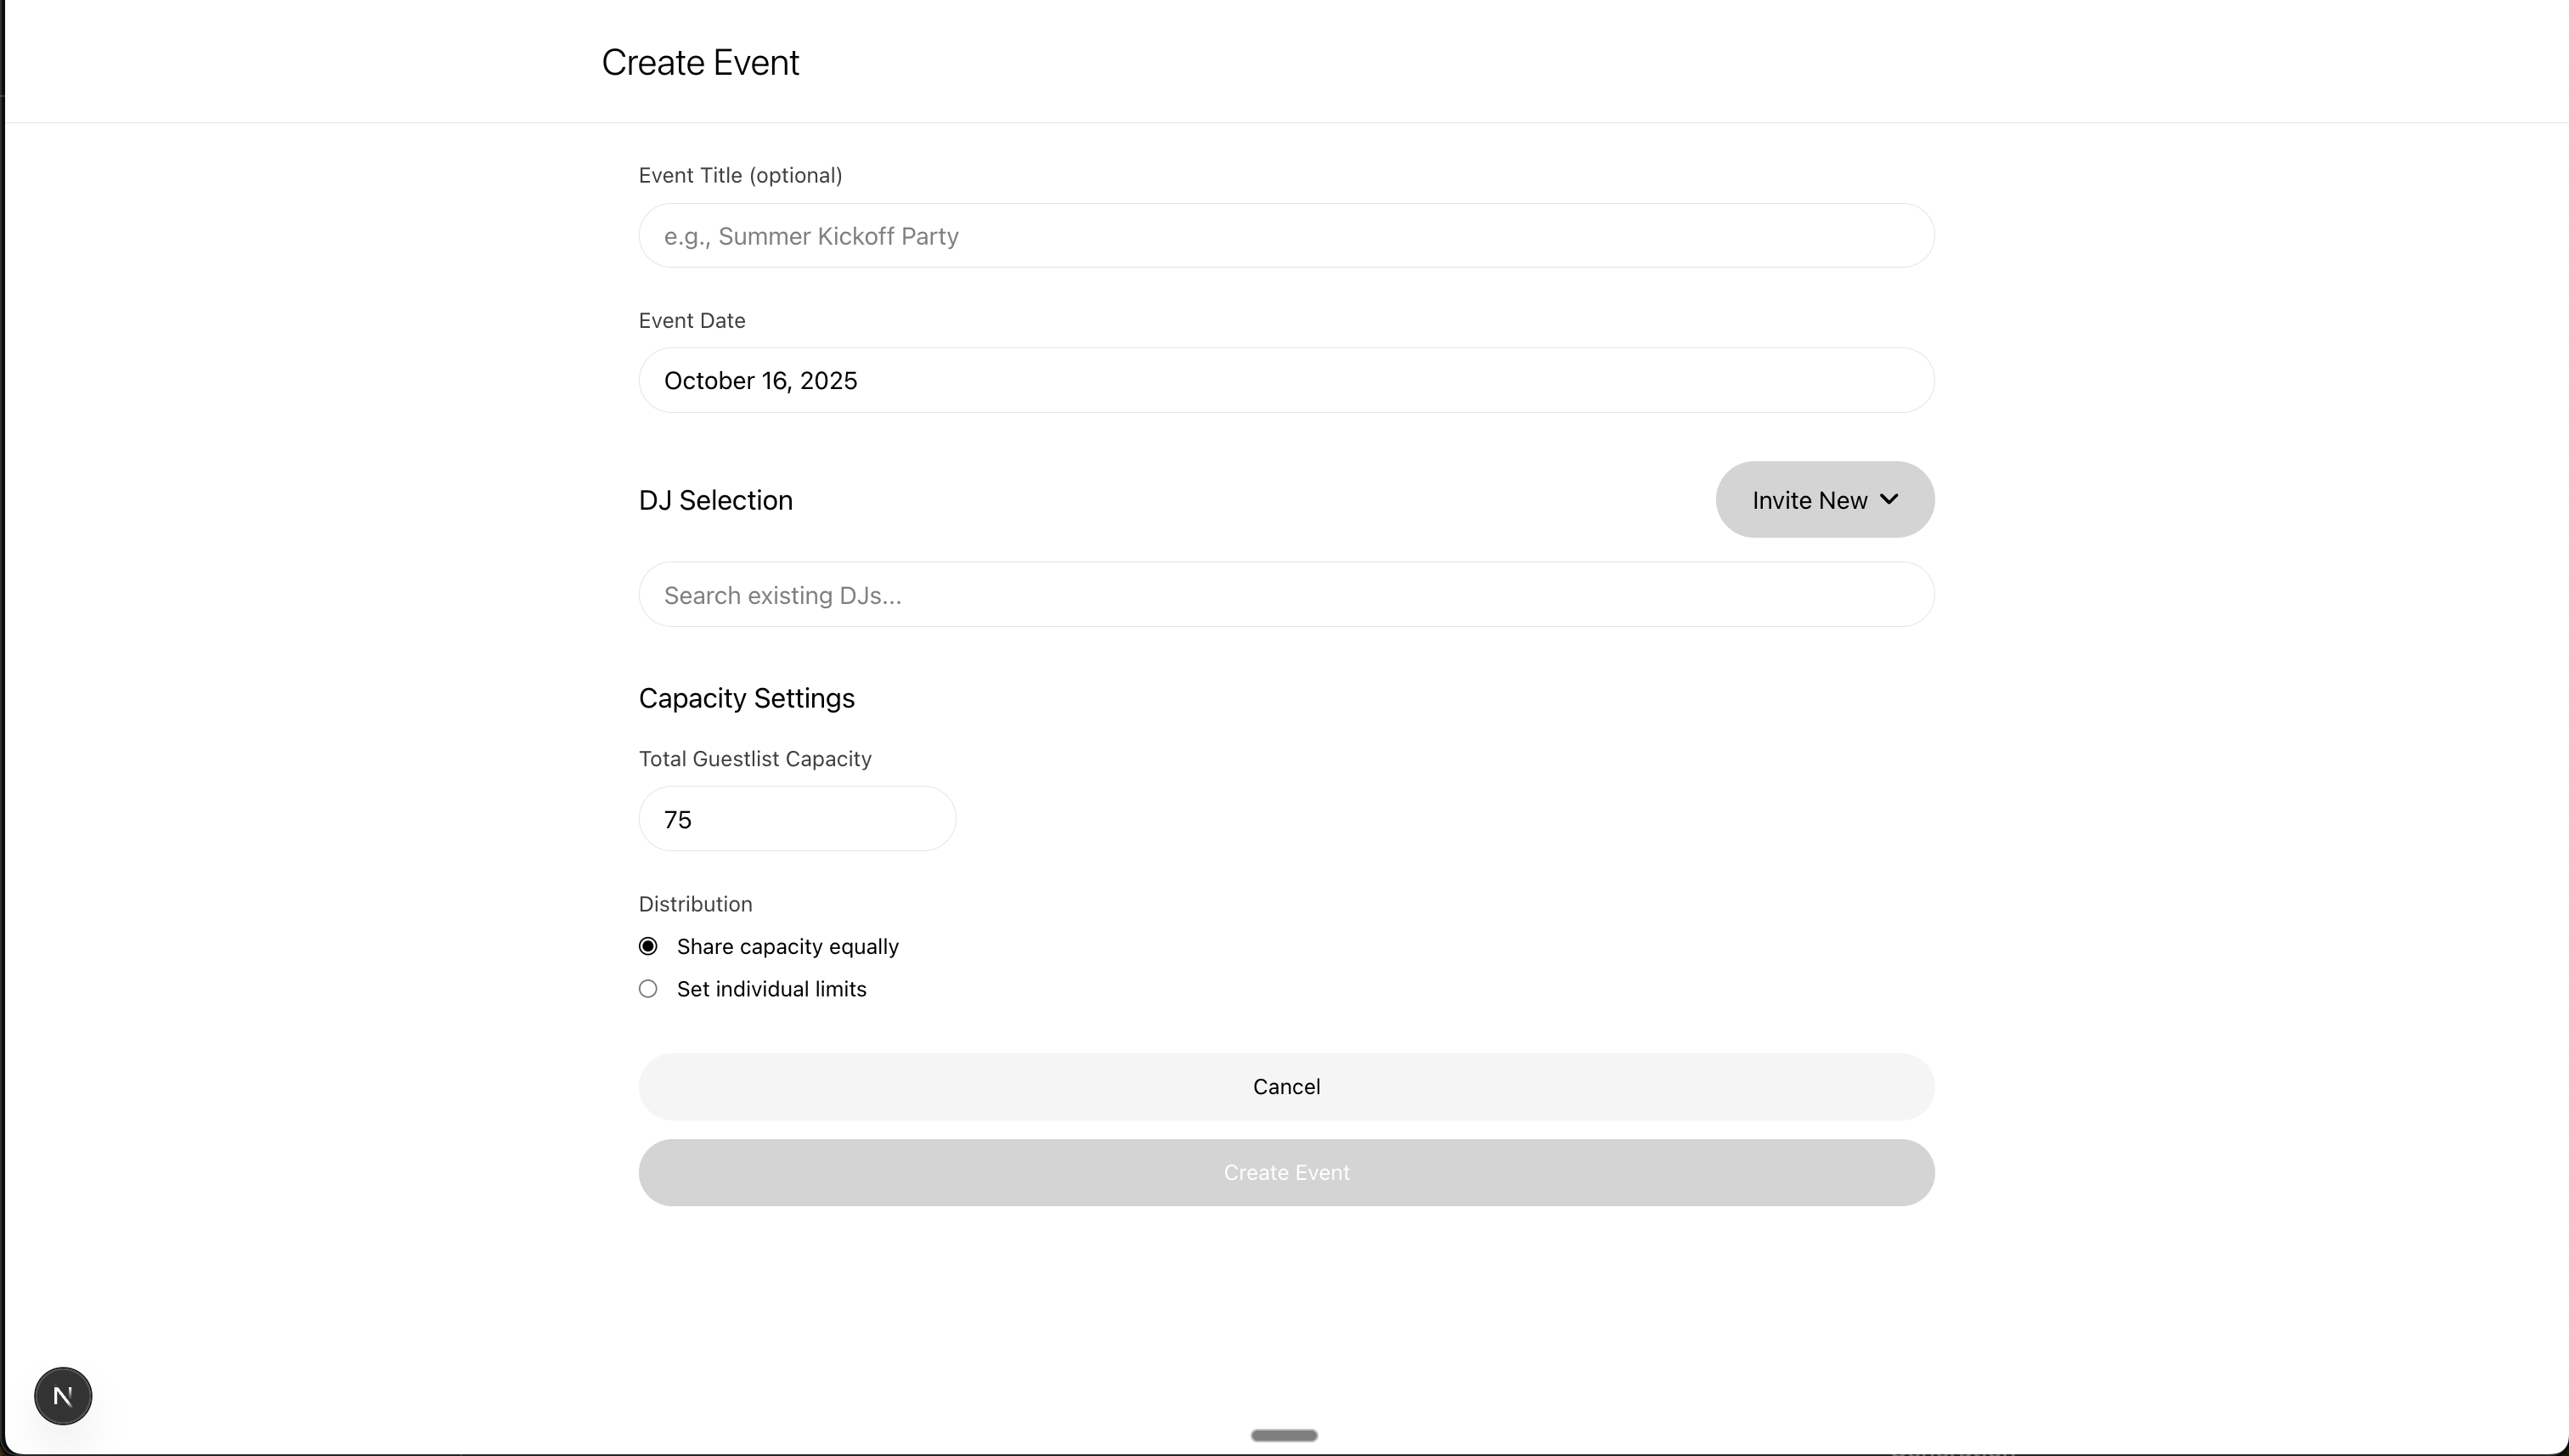 Create Event
Event Title (optional)
e.g., Summer Kickoff Party
Event Date
October 16, 2025
DJ Selection
Invite New
Search existing DJs...
Capacity Settings
Total Guestlist Capacity
75
Distribution
Share capacity equally
Set individual limits
Cancel
Create Event
N